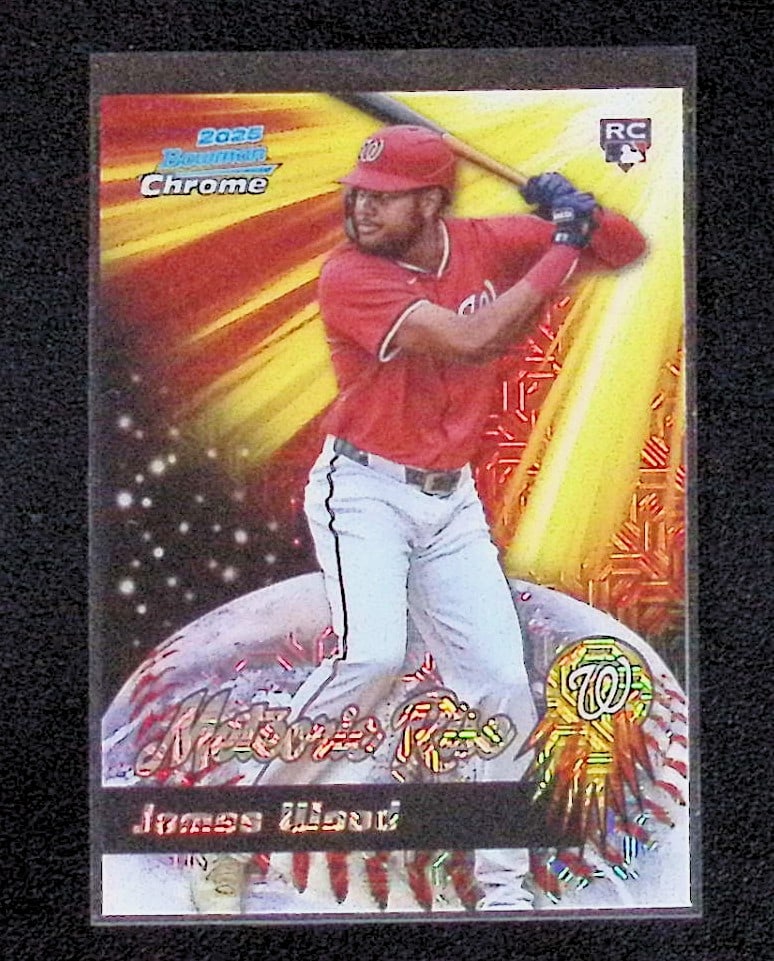 2025
Bowman
Chrome
RC
W
W
W
Meteoric Rise
James Wood